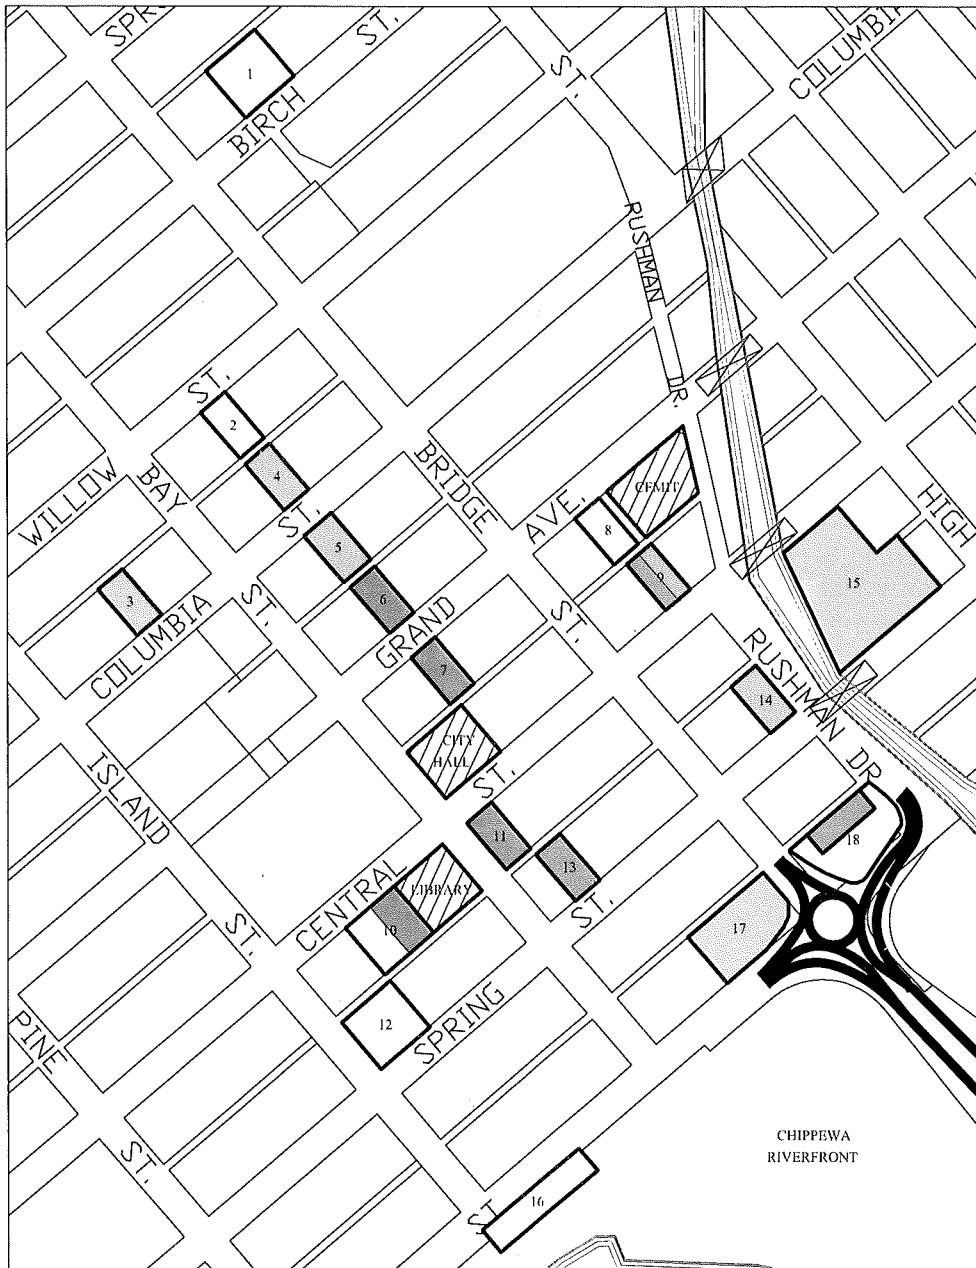 SPR
ST.
COLUMBIA
1
BIRCH
ST.
RUSHMAN
DR.
ST.
2
BAY
4
WILLOW
BRIDGE
ST.
AVE.
CEMIT
HIGH
5
8
3
6
9
15
COLUMBIA
ST.
GRAND
ST.
7
RUSHMAN DR
14
CITY
HALL
ST.
ISLAND
11
18
13
CENTRAL
LIBRARY
ST.
10
17
ST.
12
SPRING
PINE
ST.
CHIPPEWA
RIVERFRONT
16
ST